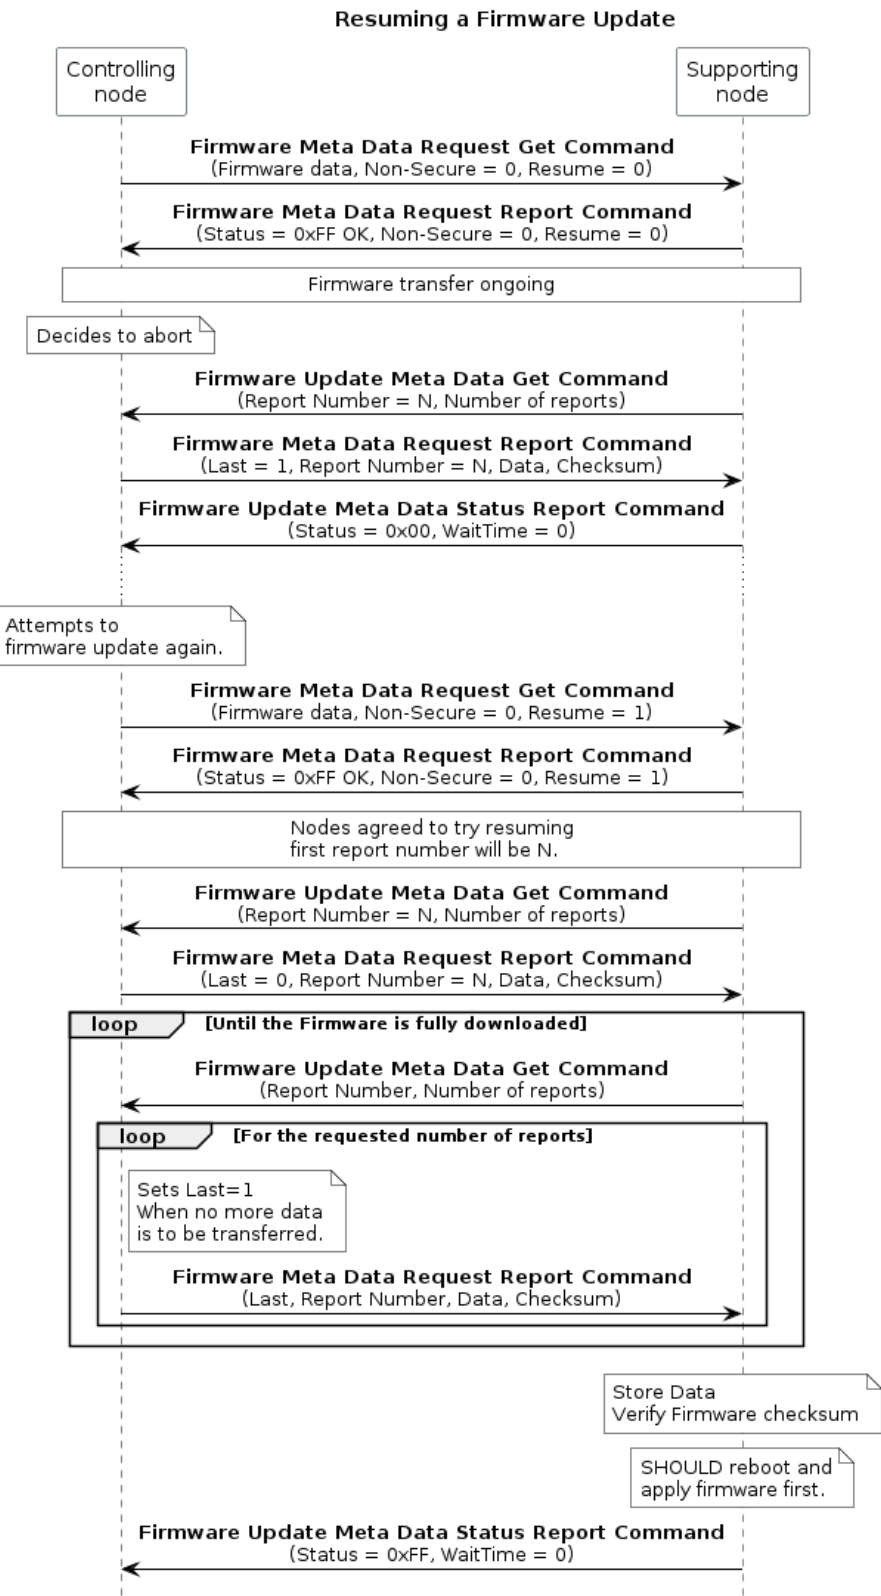 Resuming a Firmware Update
Controlling
node
Supporting
node
Firmware Meta Data Request Get Command
(Firmware data, Non-Secure = 0, Resume = 0)
Firmware Meta Data Request Report Command
(Status = 0xFF OK, Non-Secure = 0, Resume = 0)
Firmware transfer ongoing
Decides to abort
Firmware Update Meta Data Get Command
(Report Number = N, Number of reports)
Firmware Meta Data Request Report Command
(Last = 1, Report Number = N, Data, Checksum)
Firmware Update Meta Data Status Report Command
(Status = 0x00, WaitTime = 0)
Attempts to
firmware update again.
Firmware Meta Data Request Get Command
(Firmware data, Non-Secure = 0, Resume = 1)
Firmware Meta Data Request Report Command
(Status = 0xFF OK, Non-Secure = 0, Resume = 1)
Nodes agreed to try resuming
first report number will be N.
Firmware Update Meta Data Get Command
(Report Number = N, Number of reports)
Firmware Meta Data Request Report Command
(Last = 0, Report Number = N, Data, Checksum)
loop [Until the Firmware is fully downloaded]
Firmware Update Meta Data Get Command
(Report Number, Number of reports)
loop [For the requested number of reports]
Sets Last=1
When no more data
is to be transferred.
Firmware Meta Data Request Report Command
(Last, Report Number, Data, Checksum)
Store Data
Verify Firmware checksum
SHOULD reboot and
apply firmware first.
Firmware Update Meta Data Status Report Command
(Status = 0xFF, WaitTime = 0)